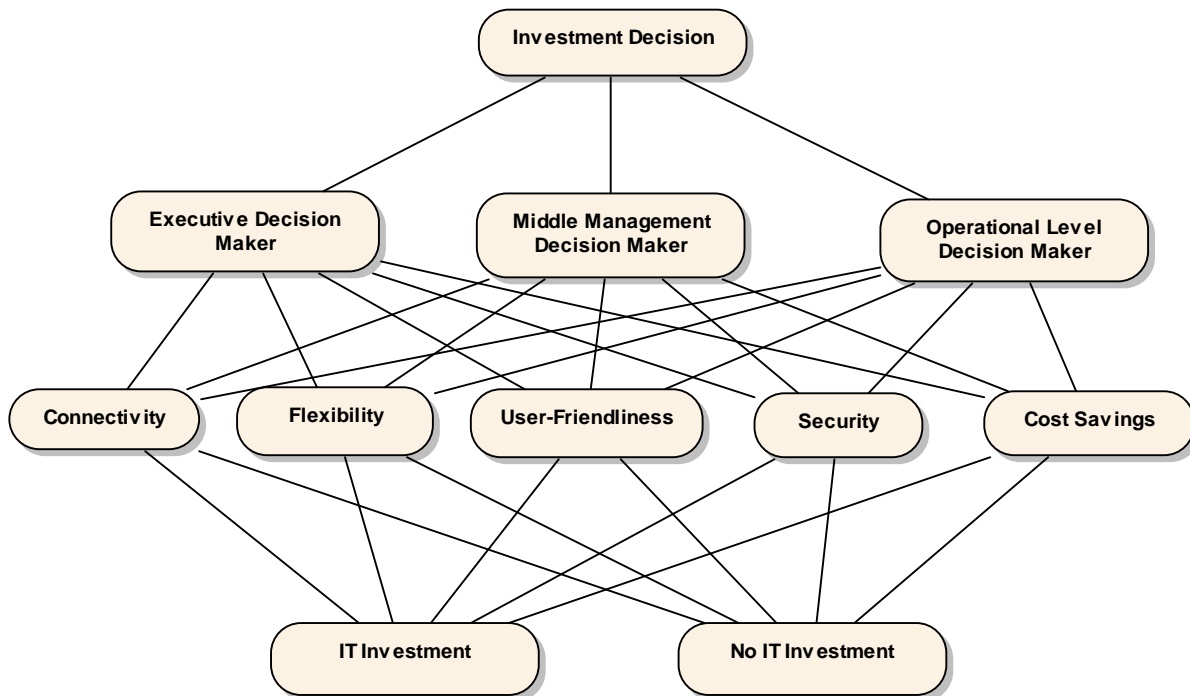 Investment Decision
Executive Decision
Maker
Middle Management
Decision Maker
Operational Level
Decision Maker
Connectivity
Flexibility
User-Friendliness
Security
Cost Savings
IT Investment
No IT Investment